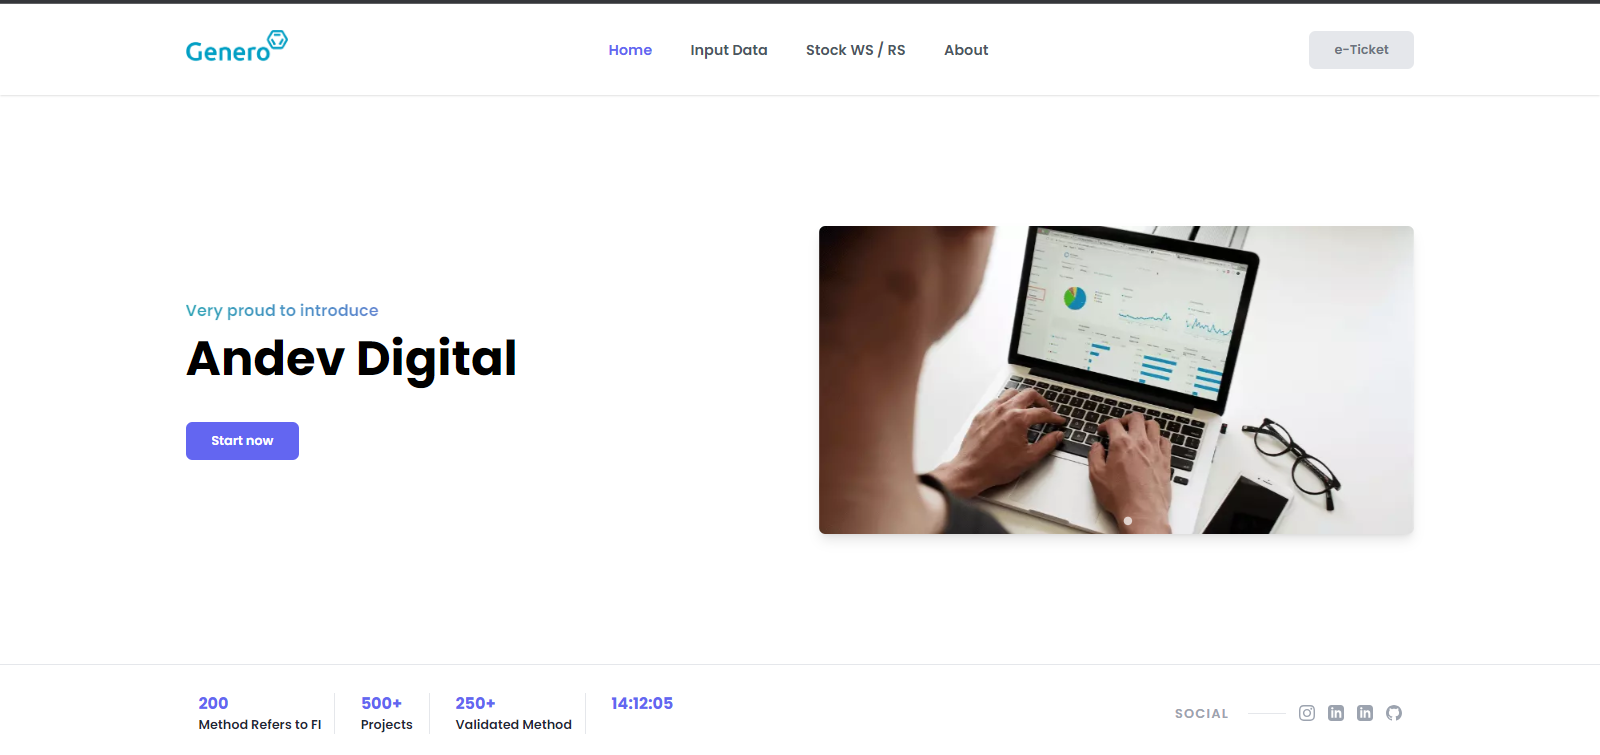 Genero
Home
Input Data
Stock WS / RS
About
e-Ticket
Very proud to introduce
Andev Digital
Start now
200
Method Refers to FI
500+
Projects
250+
Validated Method
14:12:05
SOCIAL